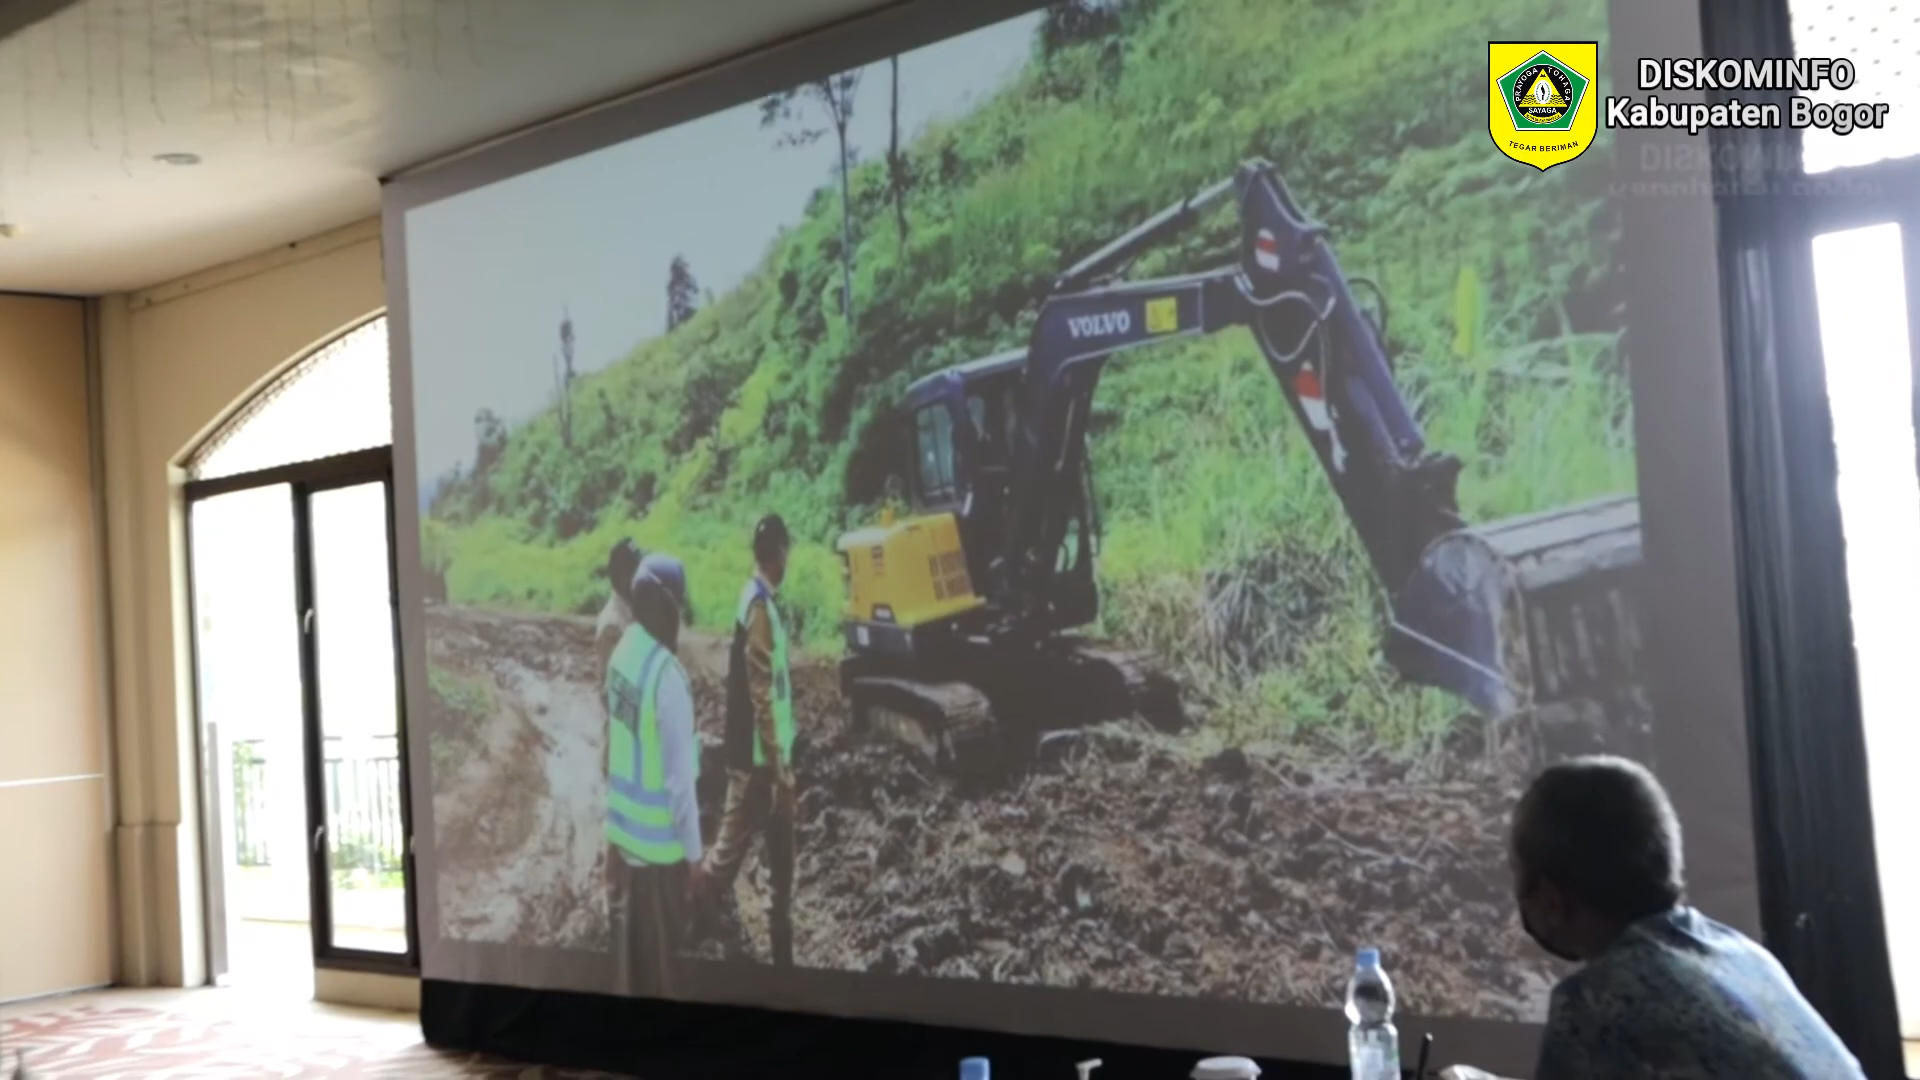 DISKOMINFO
Kabupaten Bogor
PRAYOGA TOHAGA
SAYAGA
TEGAR BERIMAN
VOLVO